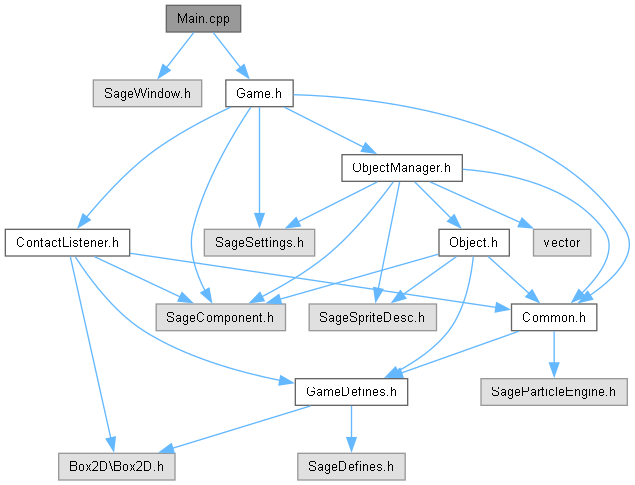 Main.cpp
SageWindow.h
Game.h
ObjectManager.h
ContactListener.h
SageSettings.h
Object.h
vector
SageComponent.h
SageSpriteDesc.h
Common.h
GameDefines.h
SageParticleEngine.h
Box2D\Box2D.h
SageDefines.h